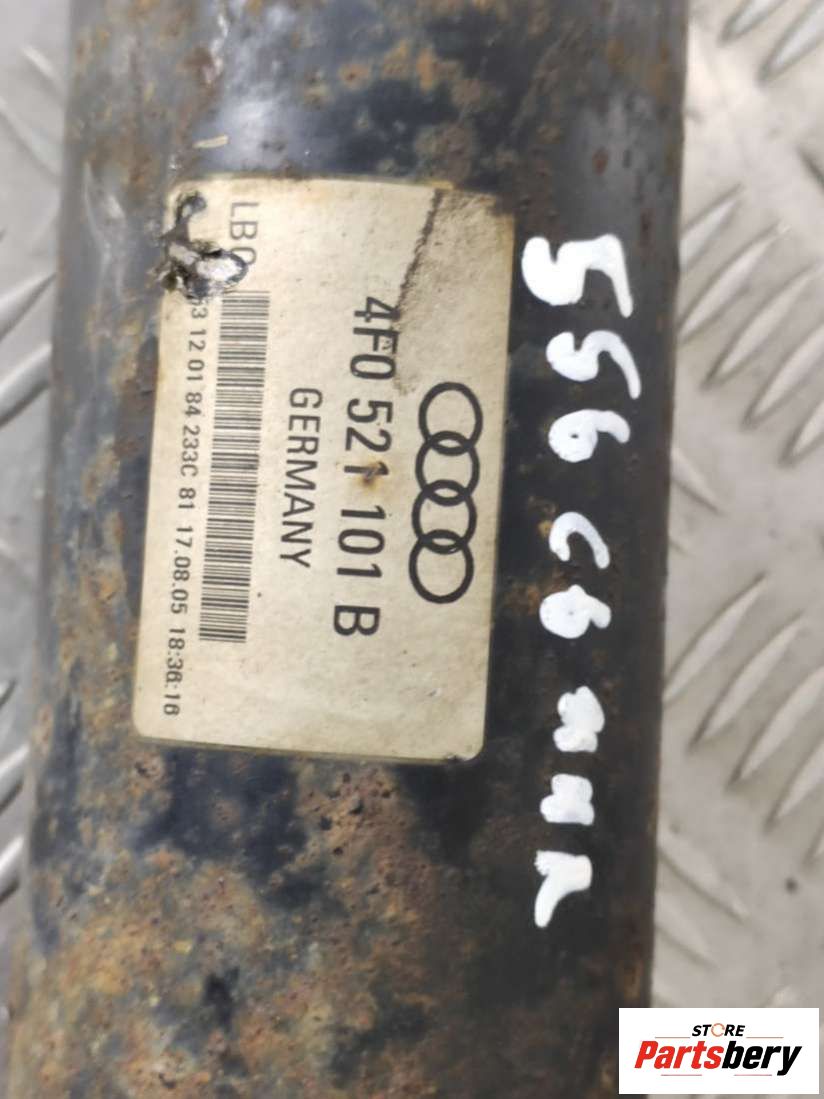 4F0 521 101 B
GERMANY
LBO
3 12 01 84 233C 81 17.08.05 18:36:16
556 C6
STORE
Partsbery